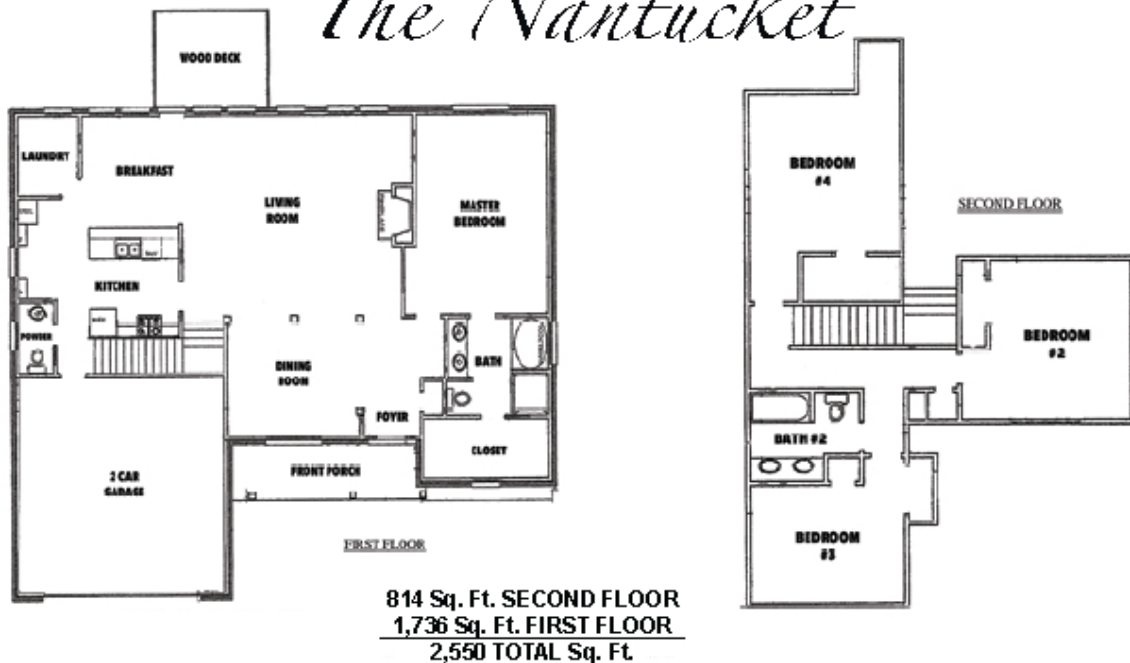 The Nantucket
WOOD DECK
LAUNDRY
BREAKFAST
LIVING
ROOM
MASTER
BEDROOM
KITCHEN
POWDER
DINING
ROOM
BATH
FOYER
CLOSET
2 CAR
GARAGE
FRONT PORCH
FIRST FLOOR
BEDROOM
#4
SECOND FLOOR
BEDROOM
#2
BATH #2
BEDROOM
#3
814 Sq. Ft. SECOND FLOOR
1,736 Sq. Ft. FIRST FLOOR
2,550 TOTAL Sq. Ft.